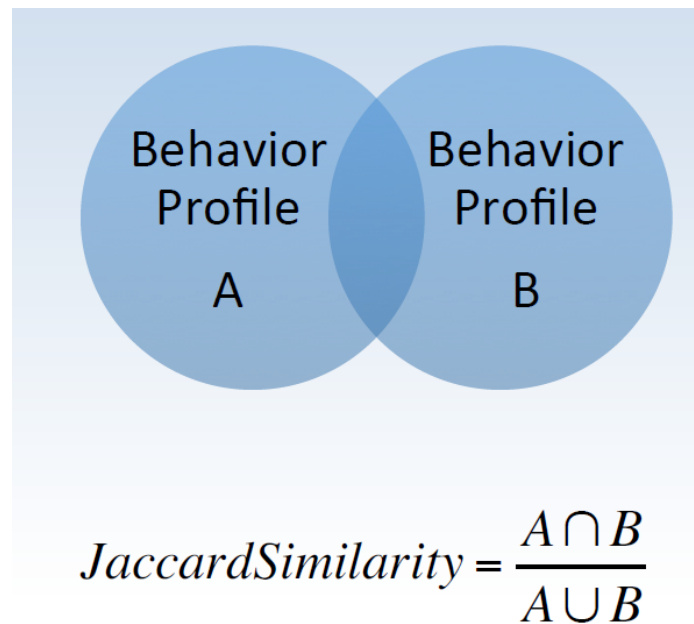 Behavior
Profile
A
Behavior
Profile
B
JaccardSimilarity = A ∩ B / A ∪ B